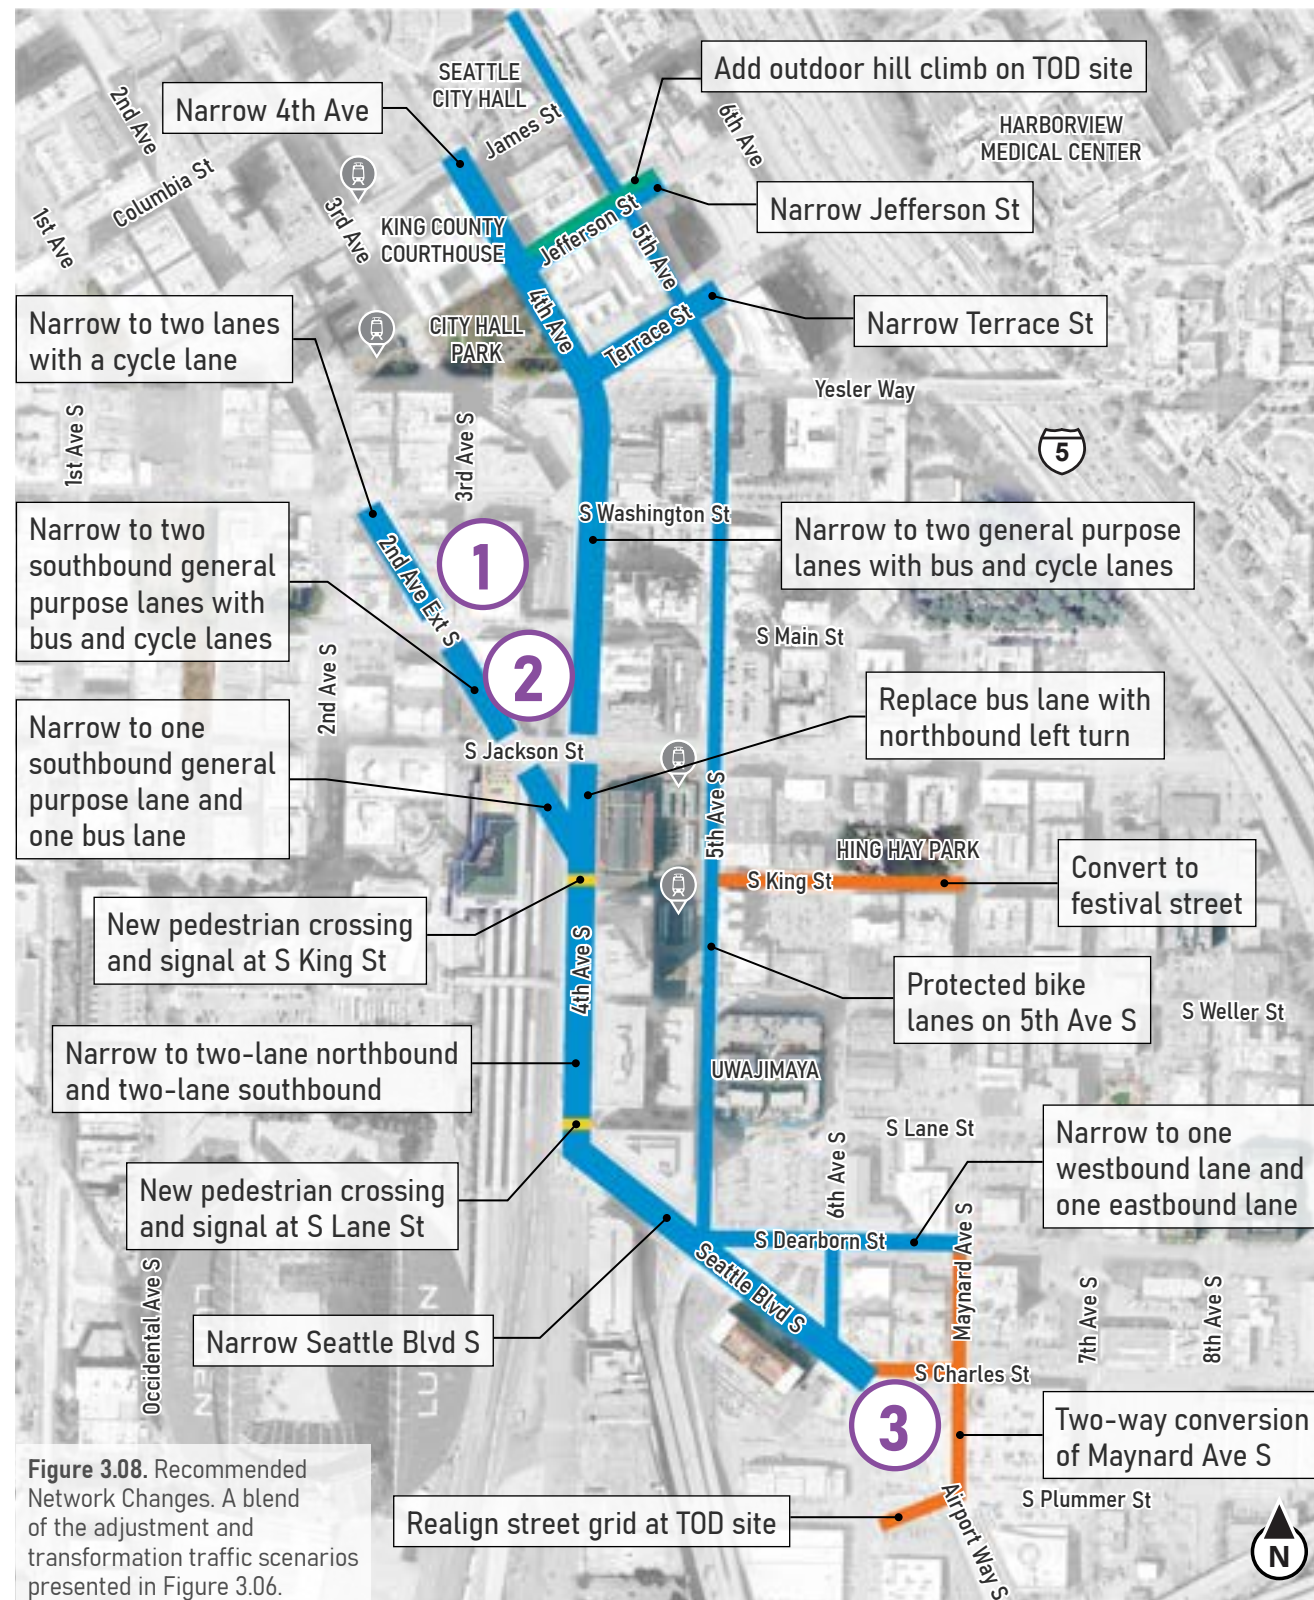 SEATTLE
CITY HALL
Add outdoor hill climb on TOD site
Narrow 4th Ave
2nd Ave
James St
6th Ave
HARBORVIEW
MEDICAL CENTER
Columbia St
1st Ave
3rd Ave
KING COUNTY
COURTHOUSE
Jefferson St
Narrow Jefferson St
5th Ave
Narrow to two lanes
with a cycle lane
CITY HALL
PARK
4th Ave
Terrace St
Narrow Terrace St
Yesler Way
1st Ave S
3rd Ave S
5
Narrow to two
southbound general
purpose lanes with
bus and cycle lanes
S Washington St
Narrow to two general purpose
lanes with bus and cycle lanes
1
2nd Ave Ext S
2
S Main St
2nd Ave S
Narrow to one
southbound general
purpose lane and
one bus lane
Replace bus lane with
northbound left turn
S Jackson St
5th Ave S
HING HAY PARK
S King St
Convert to
festival street
New pedestrian crossing
and signal at S King St
4th Ave S
Protected bike
lanes on 5th Ave S
S Weller St
Narrow to two-lane northbound
and two-lane southbound
UWAJIMAYA
S Lane St
Narrow to one
westbound lane and
one eastbound lane
New pedestrian crossing
and signal at S Lane St
6th Ave S
Maynard Ave S
S Dearborn St
Seattle Blvd S
Occidental Ave S
LUMEN
7th Ave S
8th Ave S
Narrow Seattle Blvd S
S Charles St
3
Two-way conversion
of Maynard Ave S
Figure 3.08. Recommended
Network Changes. A blend
of the adjustment and
transformation traffic scenarios
presented in Figure 3.06.
Realign street grid at TOD site
Airport Way S
S Plummer St
N